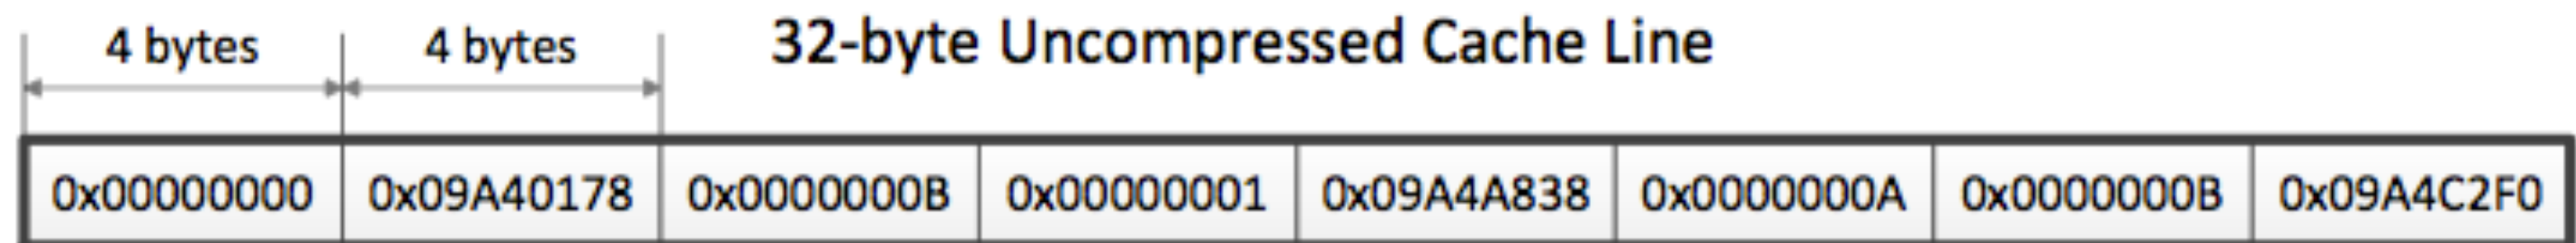 4 bytes 4 bytes 32-byte Uncompressed Cache Line
0x00000000 0x09A40178 0x0000000B 0x00000001 0x09A4A838 0x0000000A 0x0000000B 0x09A4C2F0